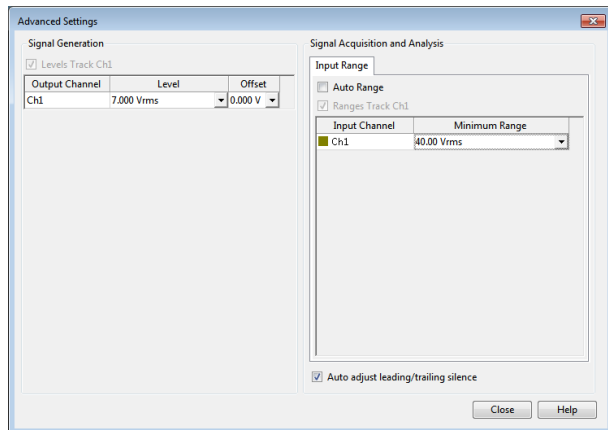 Advanced Settings
Signal Generation
Levels Track Ch1
Output Channel Level Offset
Ch1 7.000 Vrms 0.000 V
Signal Acquisition and Analysis
Input Range
Auto Range
Ranges Track Ch1
Input Channel Minimum Range
Ch1 40.00 Vrms
Auto adjust leading/trailing silence
Close Help